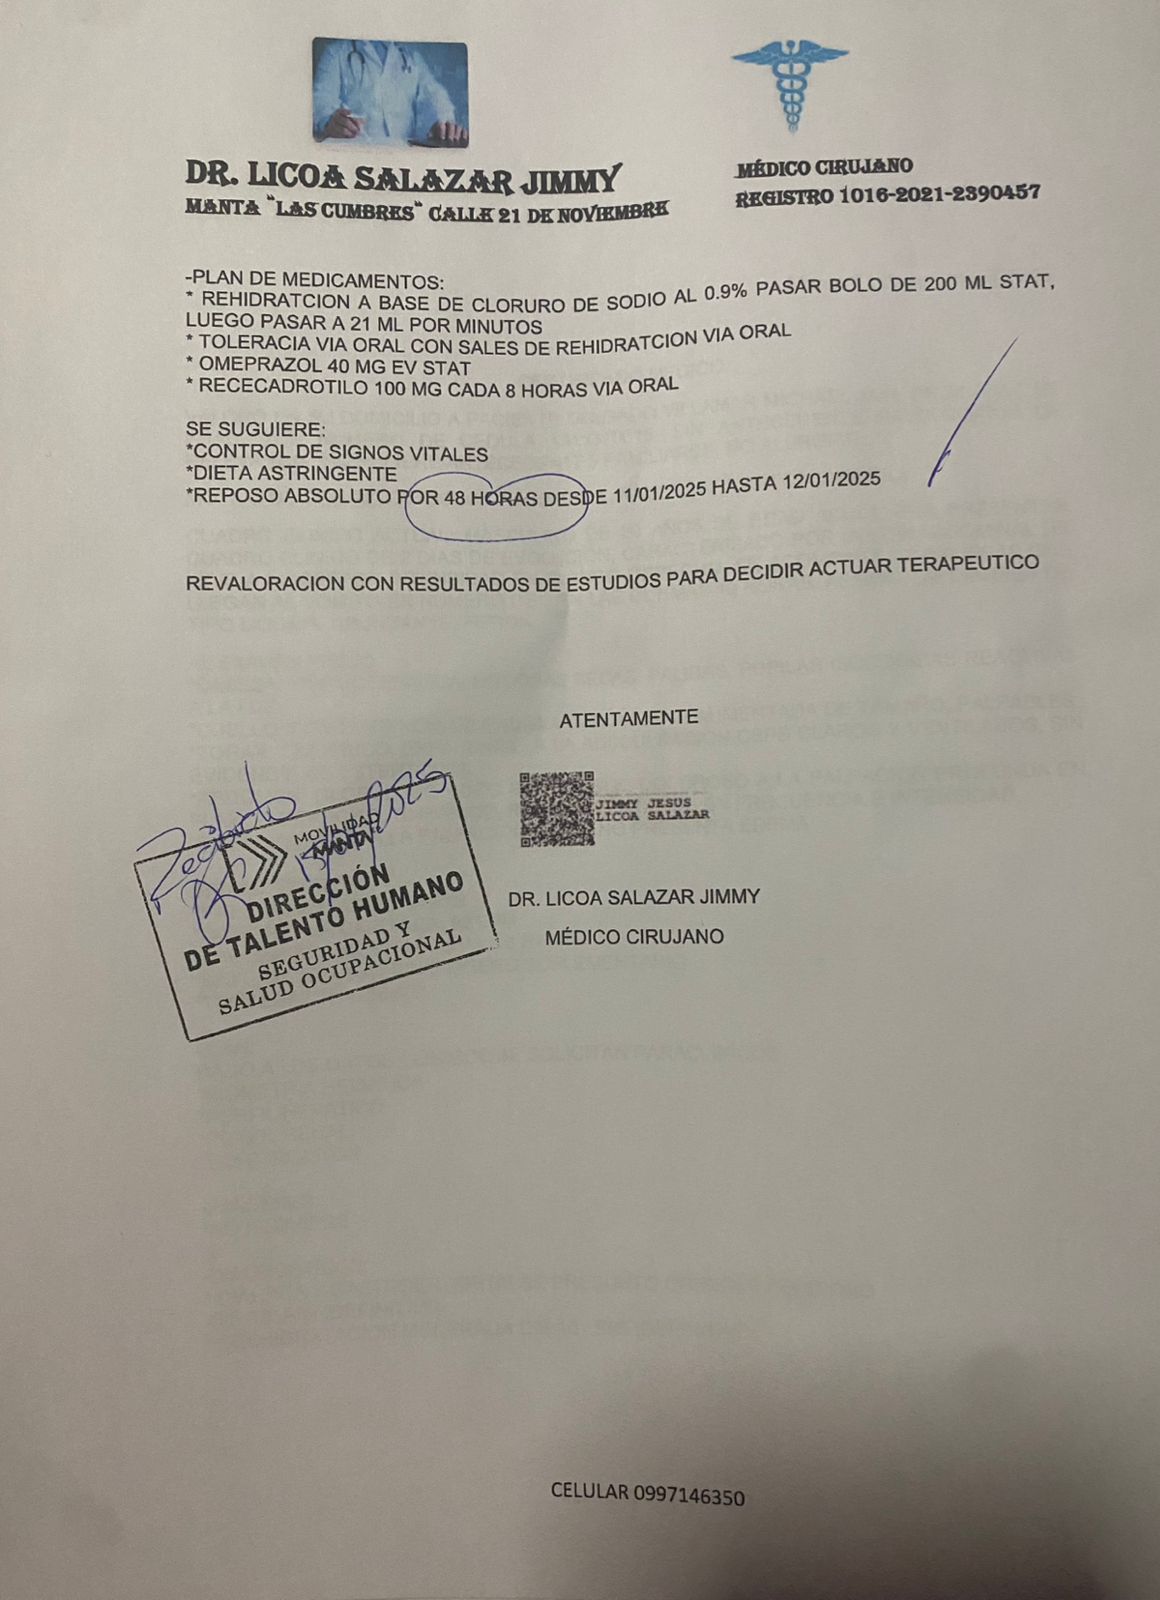 DR. LICOA SALAZAR JIMMY
MANTA "LAS CUMBRES" CALLE 21 DE NOVIEMBRE
MÉDICO CIRUJANO
REGISTRO 1016-2021-2390457
-PLAN DE MEDICAMENTOS:
* REHIDRATCION A BASE DE CLORURO DE SODIO AL 0.9% PASAR BOLO DE 200 ML STAT,
LUEGO PASAR A 21 ML POR MINUTOS
* TOLERACIA VIA ORAL CON SALES DE REHIDRATCION VIA ORAL
* OMEPRAZOL 40 MG EV STAT
* RECECADROTILO 100 MG CADA 8 HORAS VIA ORAL
SE SUGUIERE:
*CONTROL DE SIGNOS VITALES
*DIETA ASTRINGENTE
*REPOSO ABSOLUTO POR 48 HORAS DESDE 11/01/2025 HASTA 12/01/2025
REVALORACION CON RESULTADOS DE ESTUDIOS PARA DECIDIR ACTUAR TERAPEUTICO
ATENTAMENTE
JIMMY JESUS
LICOA SALAZAR
DR. LICOA SALAZAR JIMMY
MÉDICO CIRUJANO
Recibido
2025
MOVILIDAD
MANTA
DIRECCIÓN
DE TALENTO HUMANO
SEGURIDAD Y
SALUD OCUPACIONAL
CELULAR 0997146350